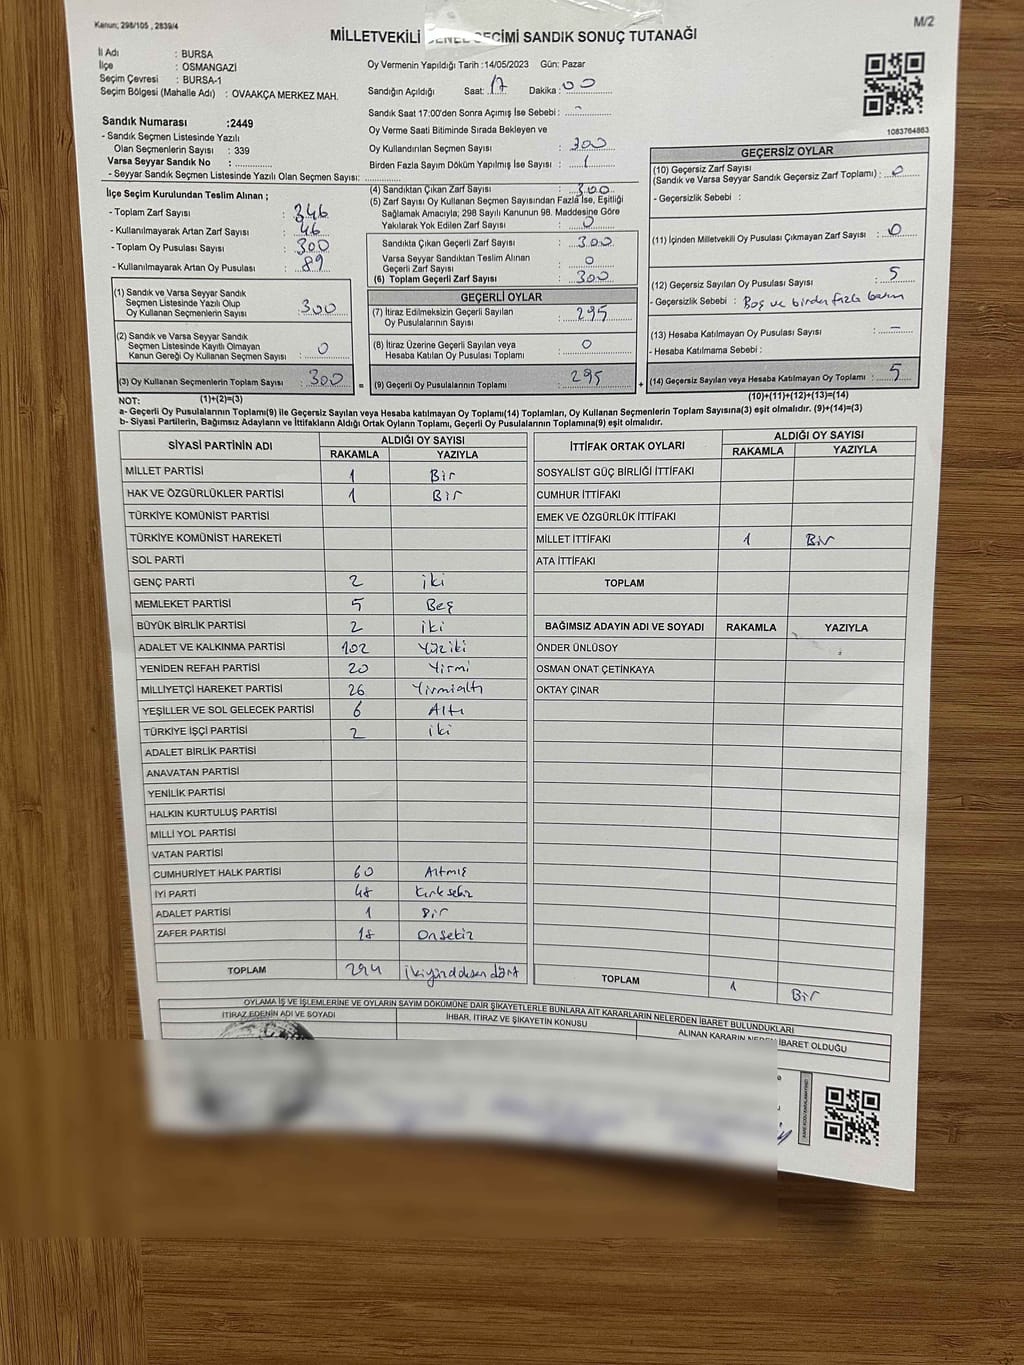 Kanun; 298/105 , 2839/4
M/2
MİLLETVEKİLİ GENEL SEÇİMİ SANDIK SONUÇ TUTANAĞI
İl Adı : BURSA
İlçe : OSMANGAZİ
Seçim Çevresi : BURSA-1
Seçim Bölgesi (Mahalle Adı) : OVAAKÇA MERKEZ MAH.
Oy Vermenin Yapıldığı Tarih :14/05/2023 Gün: Pazar
Sandığın Açıldığı Saat: 17 Dakika : 00
Sandık Saat 17:00'den Sonra Açımış İse Sebebi : -
Oy Verme Saati Bitiminde Sırada Bekleyen ve
Oy Kullandırılan Seçmen Sayısı : 300
Birden Fazla Sayım Döküm Yapılmış İse Sayısı : 1
1083764863
Sandık Numarası :2449
- Sandık Seçmen Listesinde Yazılı
Olan Seçmenlerin Sayısı : 339
Varsa Seyyar Sandık No :
- Seyyar Sandık Seçmen Listesinde Yazılı Olan Seçmen Sayısı:
İlçe Seçim Kurulundan Teslim Alınan ;
- Toplam Zarf Sayısı : 346
- Kullanılmayarak Artan Zarf Sayısı : 46
- Toplam Oy Pusulası Sayısı : 300
- Kullanılmayarak Artan Oy Pusulası : 89
(1) Sandık ve Varsa Seyyar Sandık
Seçmen Listesinde Yazılı Olup
Oy Kullanan Seçmenlerin Sayısı : 300
(2) Sandık ve Varsa Seyyar Sandık
Seçmen Listesinde Kayıtlı Olmayan
Kanun Gereği Oy Kullanan Seçmen Sayısı : 0
(3) Oy Kullanan Seçmenlerin Toplam Sayısı : 300 =
(1)+(2)=(3)
(4) Sandıktan Çıkan Zarf Sayısı : 300
(5) Zarf Sayısı Oy Kullanan Seçmen Sayısından Fazla İse, Eşitliği
Sağlamak Amacıyla; 298 Sayılı Kanunun 98. Maddesine Göre
Yakılarak Yok Edilen Zarf Sayısı : 0
Sandıkta Çıkan Geçerli Zarf Sayısı : 300
Varsa Seyyar Sandıktan Teslim Alınan
Geçerli Zarf Sayısı : 0
(6) Toplam Geçerli Zarf Sayısı : 300
GEÇERLİ OYLAR
(7) İtiraz Edilmeksizin Geçerli Sayılan
Oy Pusulalarının Sayısı : 295
(8) İtiraz Üzerine Geçerli Sayılan veya
Hesaba Katılan Oy Pusulası Toplamı : 0
(9) Geçerli Oy Pusulalarının Toplamı : 295 +
GEÇERSİZ OYLAR
(10) Geçersiz Zarf Sayısı
(Sandık ve Varsa Seyyar Sandık Geçersiz Zarf Toplamı) : 0
- Geçersizlik Sebebi :
(11) İçinden Milletvekili Oy Pusulası Çıkmayan Zarf Sayısı : 0
(12) Geçersiz Sayılan Oy Pusulası Sayısı : 5
- Geçersizlik Sebebi : Boş ve birden fazla basım
(13) Hesaba Katılmayan Oy Pusulası Sayısı : -
- Hesaba Katılmama Sebebi :
(14) Geçersiz Sayılan veya Hesaba Katılmayan Oy Toplamı : 5
(10)+(11)+(12)+(13)=(14)
NOT:
a- Geçerli Oy Pusulalarının Toplamı(9) ile Geçersiz Sayılan veya Hesaba katılmayan Oy Toplamı(14) Toplamları, Oy Kullanan Seçmenlerin Toplam Sayısına(3) eşit olmalıdır. (9)+(14)=(3)
b- Siyasi Partilerin, Bağımsız Adayların ve İttifakların Aldığı Ortak Oyların Toplamı, Geçerli Oy Pusulalarının Toplamına(9) eşit olmalıdır.
SİYASİ PARTİNİN ADI ALDIĞI OY SAYISI
RAKAMLA YAZIYLA
MİLLET PARTİSİ 1 Bir
HAK VE ÖZGÜRLÜKLER PARTİSİ 1 Bir
TÜRKİYE KOMÜNİST PARTİSİ
TÜRKİYE KOMÜNİST HAREKETİ
SOL PARTİ
GENÇ PARTİ 2 iki
MEMLEKET PARTİSİ 5 Beş
BÜYÜK BİRLİK PARTİSİ 2 iki
ADALET VE KALKINMA PARTİSİ 102 Yüziki
YENİDEN REFAH PARTİSİ 20 Yirmi
MİLLİYETÇİ HAREKET PARTİSİ 26 Yirmialtı
YEŞİLLER VE SOL GELECEK PARTİSİ 6 Altı
TÜRKİYE İŞÇİ PARTİSİ 2 iki
ADALET BİRLİK PARTİSİ
ANAVATAN PARTİSİ
YENİLİK PARTİSİ
HALKIN KURTULUŞ PARTİSİ
MİLLİ YOL PARTİSİ
VATAN PARTİSİ
CUMHURİYET HALK PARTİSİ 60 Altmış
İYİ PARTİ 48 Kırksekiz
ADALET PARTİSİ 1 Bir
ZAFER PARTİSİ 18 Onsekiz
TOPLAM 294 ikiyüzdoksandört
İTTİFAK ORTAK OYLARI ALDIĞI OY SAYISI
RAKAMLA YAZIYLA
SOSYALİST GÜÇ BİRLİĞİ İTTİFAKI
CUMHUR İTTİFAKI
EMEK VE ÖZGÜRLÜK İTTİFAKI
MİLLET İTTİFAKI 1 Bir
ATA İTTİFAKI
TOPLAM
BAĞIMSIZ ADAYIN ADI VE SOYADI RAKAMLA YAZIYLA
ÖNDER ÜNLÜSOY
OSMAN ONAT ÇETİNKAYA
OKTAY ÇINAR
TOPLAM 1 Bir
OYLAMA İŞ VE İŞLEMLERİNE VE OYLARIN SAYIM DÖKÜMÜNE DAİR ŞİKAYETLERLE BUNLARA AİT KARARLARIN NELERDEN İBARET BULUNDUKLARI
İTİRAZ EDENİN ADI VE SOYADI
İHBAR, İTİRAZ VE ŞİKAYETİN KONUSU
ALINAN KARARIN NEDEN İBARET OLDUĞU